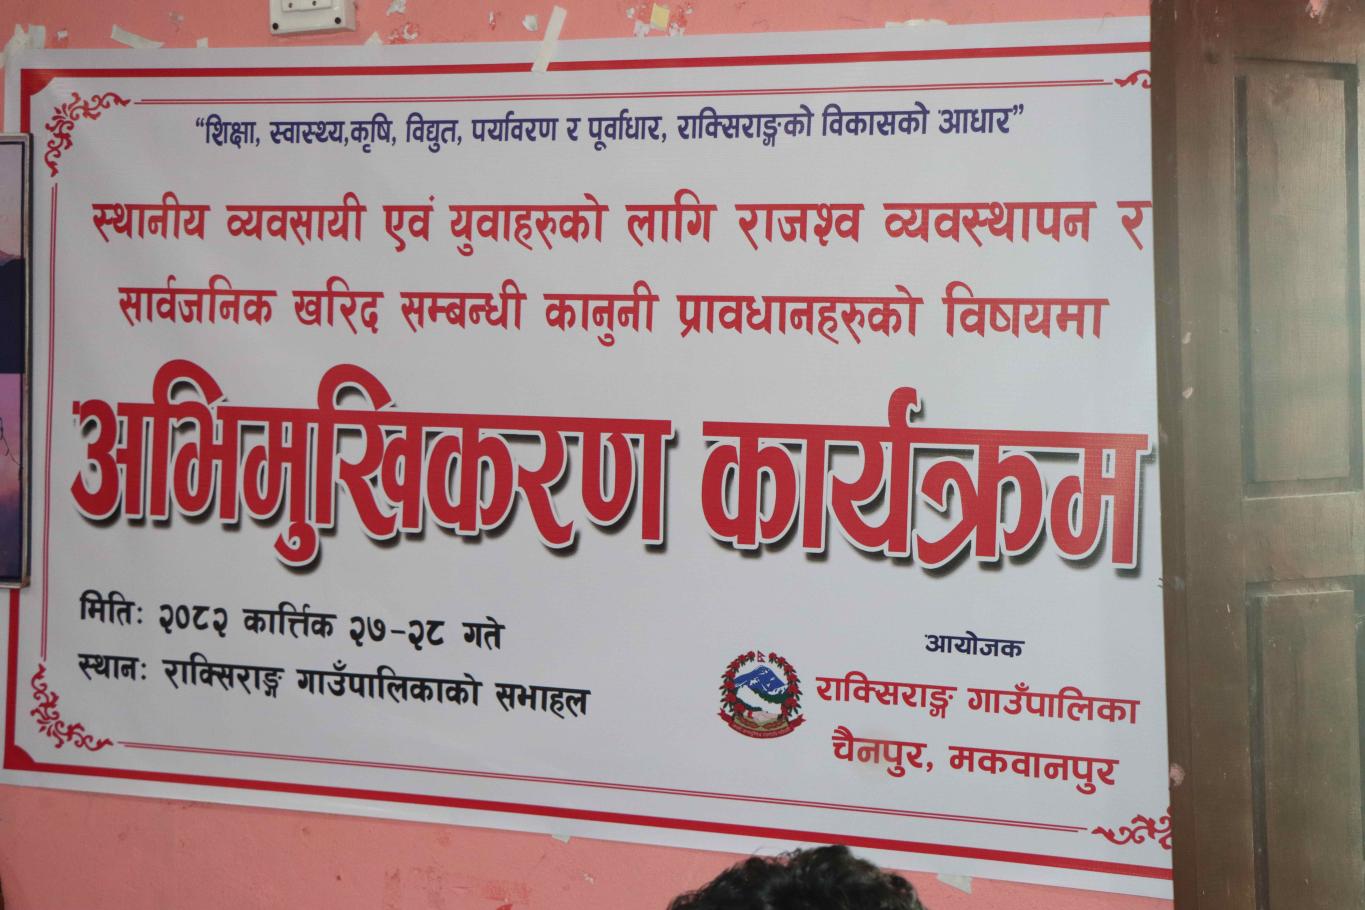 “शिक्षा, स्वास्थ्य,कृषि, विद्युत, पर्यावरण र पूर्वाधार, राक्सिराङ्गको विकासको आधार”
स्थानीय व्यवसायी एवं युवाहरुको लागि राजश्व व्यवस्थापन र
सार्वजनिक खरिद सम्बन्धी कानुनी प्रावधानहरुको विषयमा
अभिमुखिकरण कार्यक्रम
मितिः २०८२ कार्त्तिक २७-२८ गते
स्थानः राक्सिराङ्ग गाउँपालिकाको सभाहल
आयोजक
राक्सिराङ्ग गाउँपालिका
चैनपुर, मकवानपुर